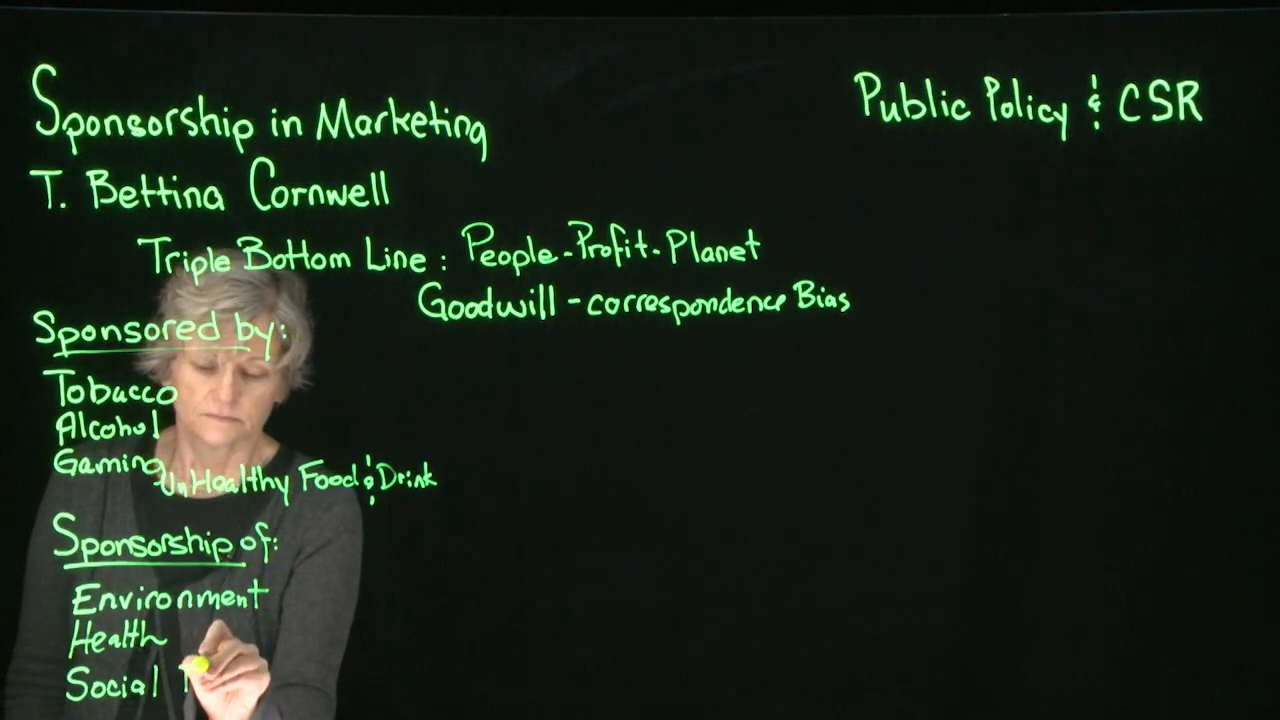 Sponsorship in Marketing
Public Policy & CSR
T. Bettina Cornwell
Triple Bottom Line: People-Profit-Planet
Goodwill - correspondence Bias
Sponsored by:
Tobacco
Alcohol
Gaming
UnHealthy Food & Drink
Sponsorship of:
Environment
Health
Social